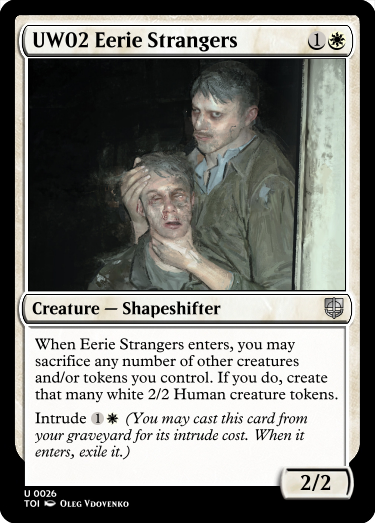 UW02 Eerie Strangers 1
Creature — Shapeshifter
When Eerie Strangers enters, you may
sacrifice any number of other creatures
and/or tokens you control. If you do, create
that many white 2/2 Human creature tokens.
Intrude 1 (You may cast this card from
your graveyard for its intrude cost. When it
enters, exile it.)
2/2
U 0026
TOI Oleg Vdovenko